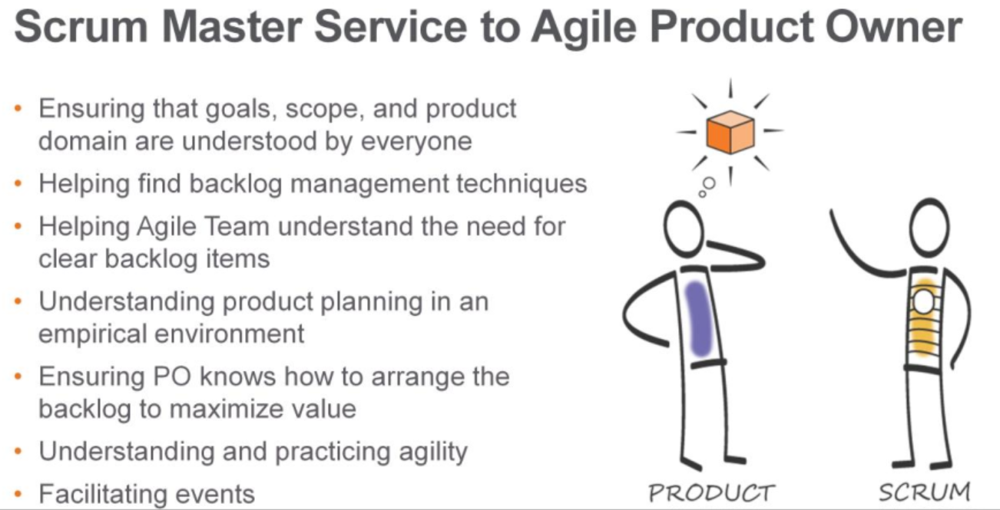 Scrum Master Service to Agile Product Owner
• Ensuring that goals, scope, and product
domain are understood by everyone
• Helping find backlog management techniques
• Helping Agile Team understand the need for
clear backlog items
• Understanding product planning in an
empirical environment
• Ensuring PO knows how to arrange the
backlog to maximize value
• Understanding and practicing agility
• Facilitating events
PRODUCT
SCRUM